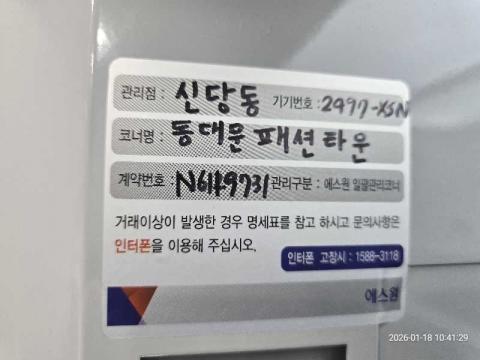 관리점 : 신당동 기기번호 : 2497-XSN
코너명 : 동대문패션타운
계약번호 : 관리구분 : 에스원 일괄관리코너
거래이상이 발생한 경우 명세표를 참고 하시고 문의사항은
인터폰을 이용해 주십시오.
인터폰 고장시 : 1588-3118
에스원
2026-01-18 10:41:29